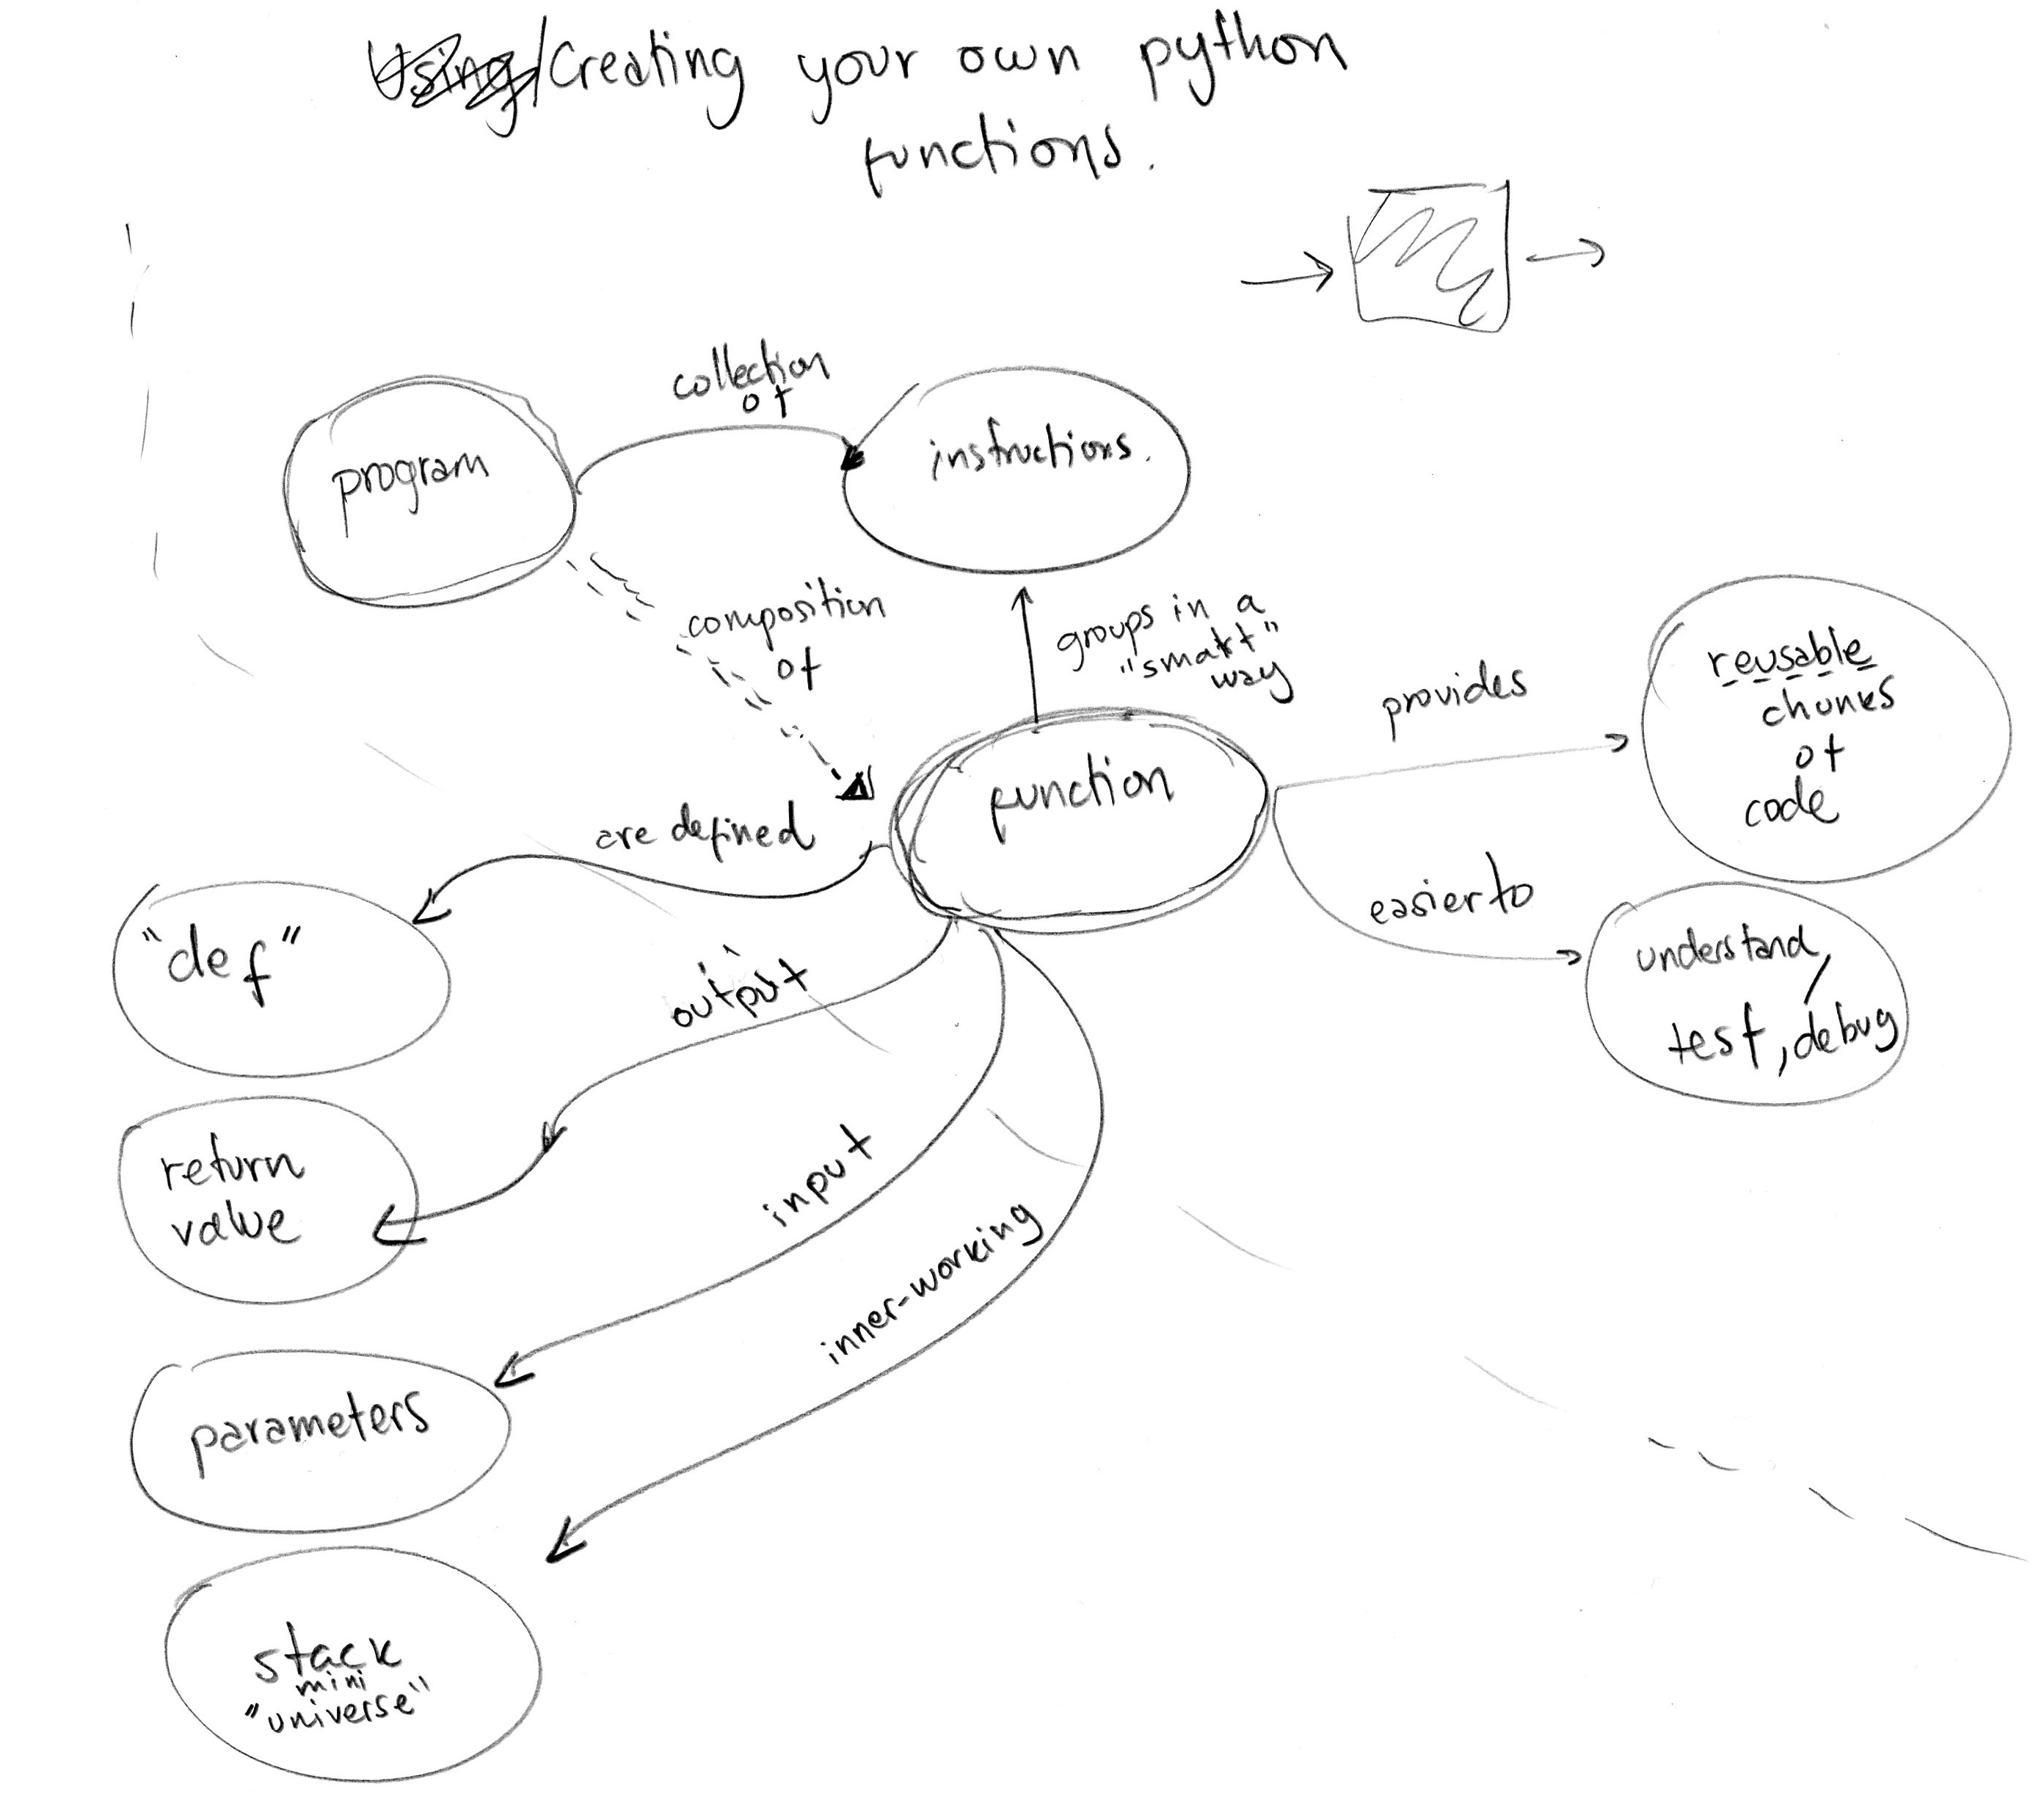 Using/Creating your own python
functions.
collection
of
program
instructions.
composition
of
groups in a
"smart"
way
provides
reusable
chunks
of
code
function
are defined
easier to
"def"
understand,
test, debug
output
return
value
input
inner-working
parameters
stack
mini
"universe"